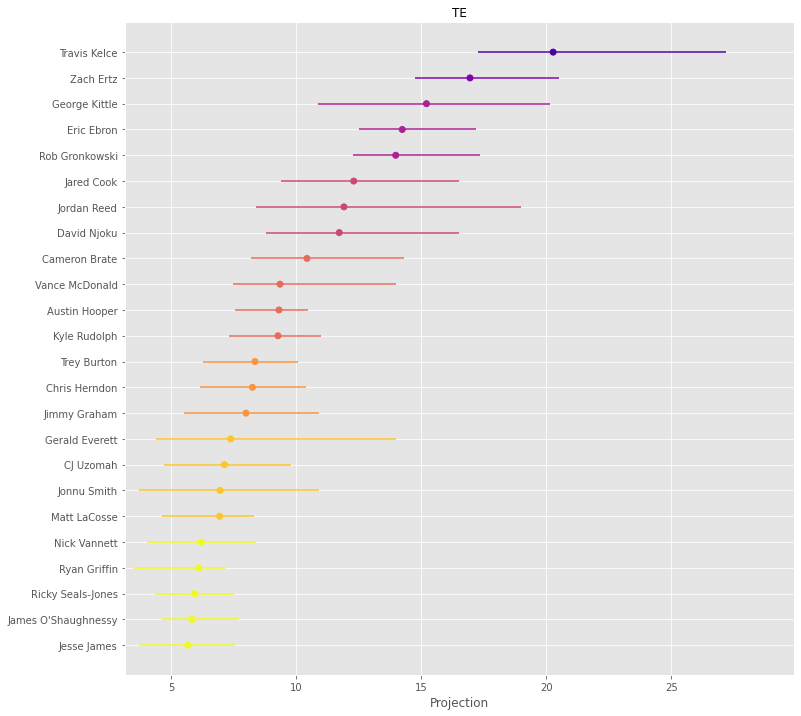 TE
Travis Kelce
Zach Ertz
George Kittle
Eric Ebron
Rob Gronkowski
Jared Cook
Jordan Reed
David Njoku
Cameron Brate
Vance McDonald
Austin Hooper
Kyle Rudolph
Trey Burton
Chris Herndon
Jimmy Graham
Gerald Everett
CJ Uzomah
Jonnu Smith
Matt LaCosse
Nick Vannett
Ryan Griffin
Ricky Seals-Jones
James O'Shaughnessy
Jesse James
5 10 15 20 25
Projection